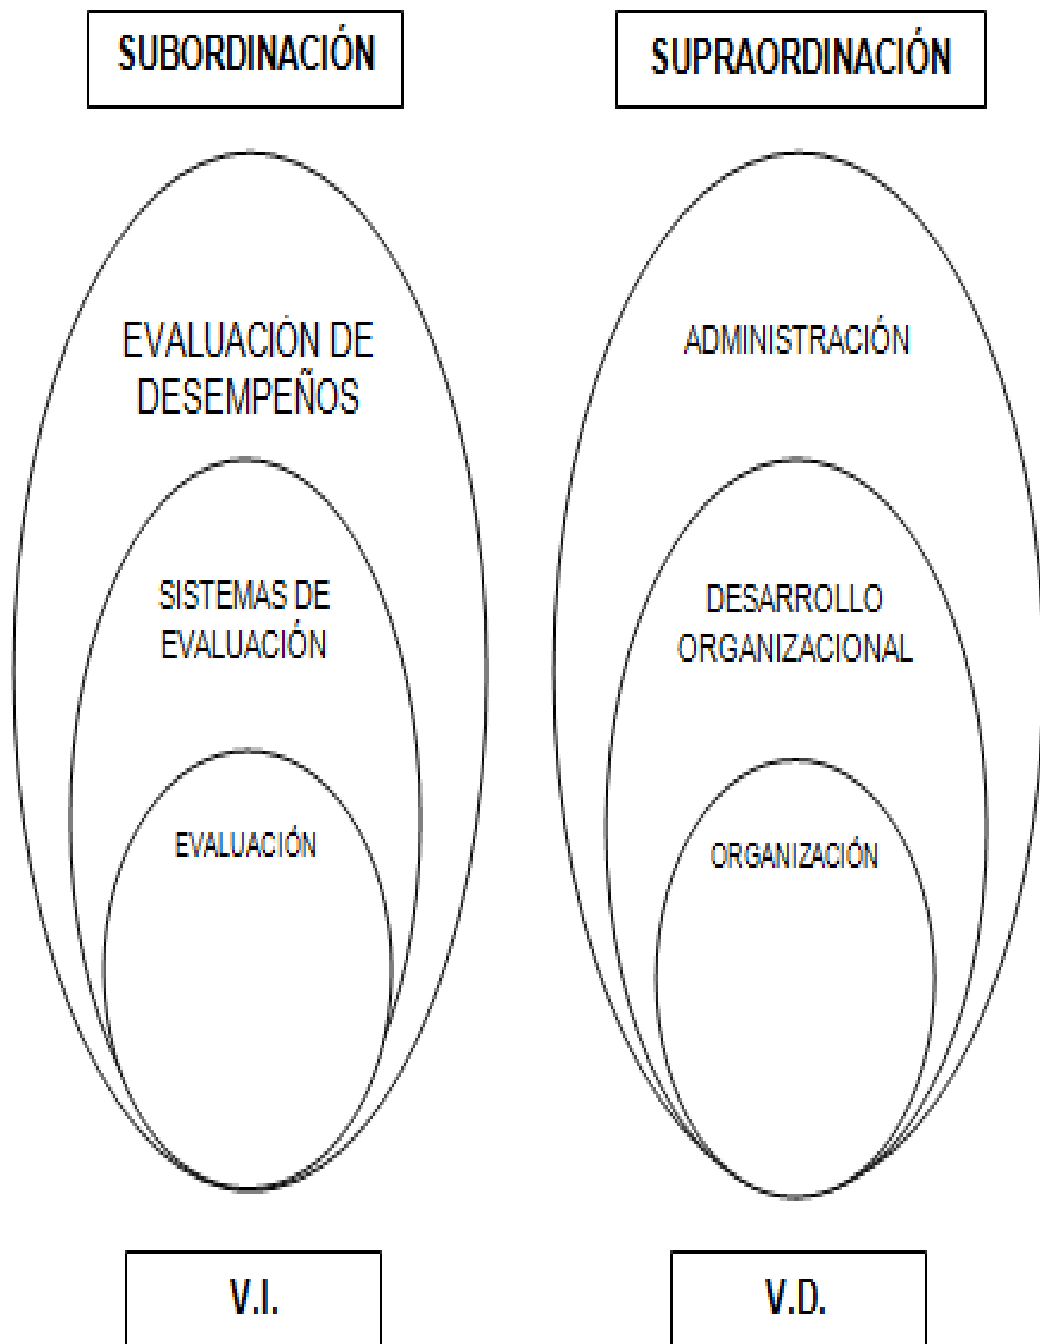 SUBORDINACIÓN
SUPRAORDINACIÓN
EVALUACIÓN DE
DESEMPEÑOS
SISTEMAS DE
EVALUACIÓN
EVALUACIÓN
ADMINISTRACIÓN
DESARROLLO
ORGANIZACIONAL
ORGANIZACIÓN
V.I.
V.D.